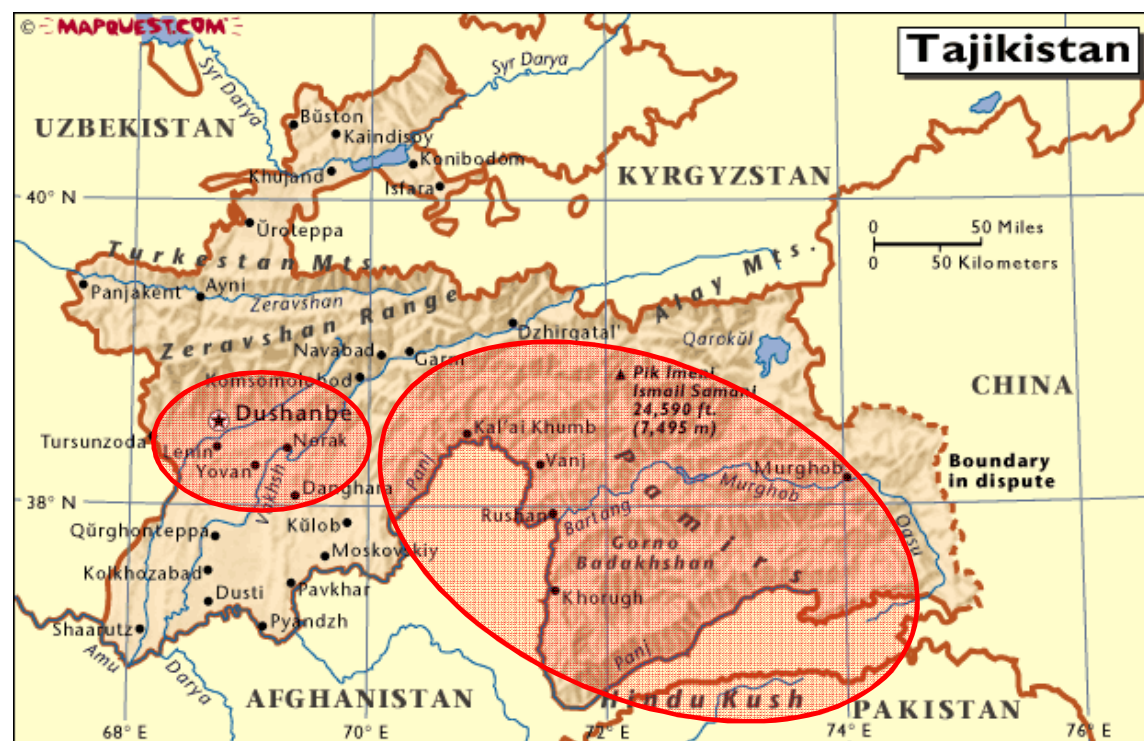 © MAPQUEST.COM
Tajikistan
Syr Darya
Syr Darya
UZBEKISTAN
Bŭston
Kaindisoy
Konibodom
Khujand
Isfara
KYRGYZSTAN
40° N
Ŭroteppa
0 50 Miles
0 50 Kilometers
Turkestan Mts.
Panjakent
Ayni
Zeravshan
Zeravshan Range
Alay Mts.
Dzhirgatal'
Qarokŭl
Navabad
Garm
Komsomolobod
Pik Imeni
Ismail Samani
24,590 ft.
(7,495 m)
CHINA
Dushanbe
Tursunzoda
Lenin
Norak
Yovan
Vakhsh
Danghara
Kal'ai Khumb
Vanj
Panj
Pamirs
Murghob
Murghob
Boundary
in dispute
38° N
Rushan
Bartang
Oqsu
Qŭrghonteppa
Kŭlob
Moskovskiy
Gorno
Badakhshan
Kolkhozabad
Dusti
Pavkhar
Khorugh
Shaarutz
Pyandzh
Panj
Amu
Darya
AFGHANISTAN
Hindu Kush
PAKISTAN
68° E 70° E 72° E 74° E 76° E